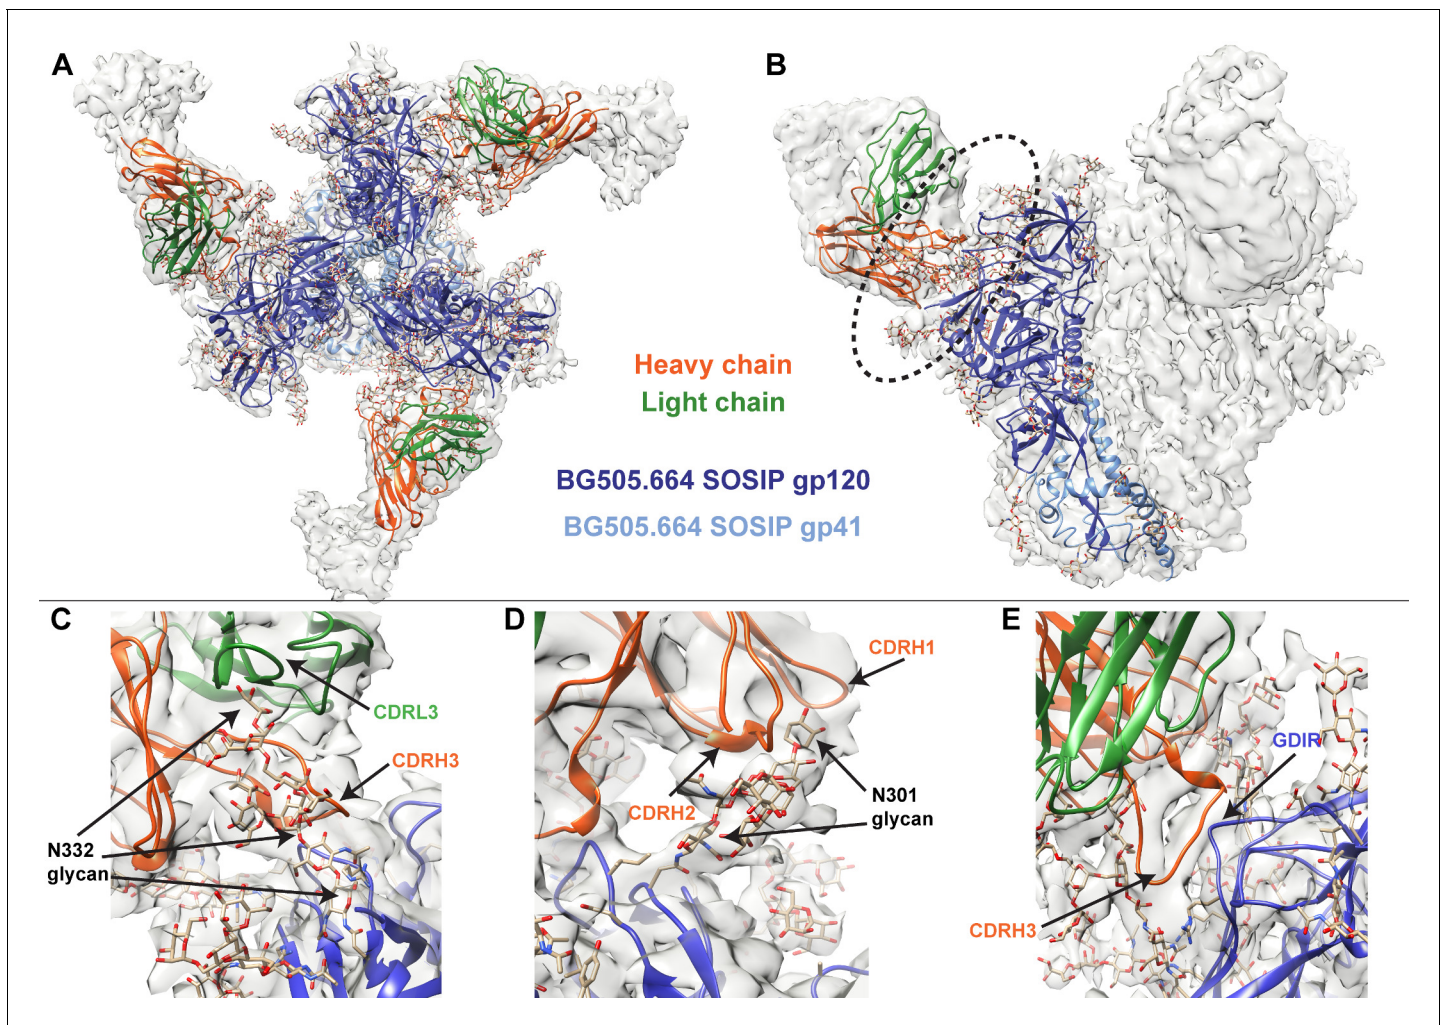 A
B
Heavy chain
Light chain
BG505.664 SOSIP gp120
BG505.664 SOSIP gp41
C
CDRL3
CDRH3
N332
glycan
D
CDRH1
CDRH2
N301
glycan
E
GDIR
CDRH3